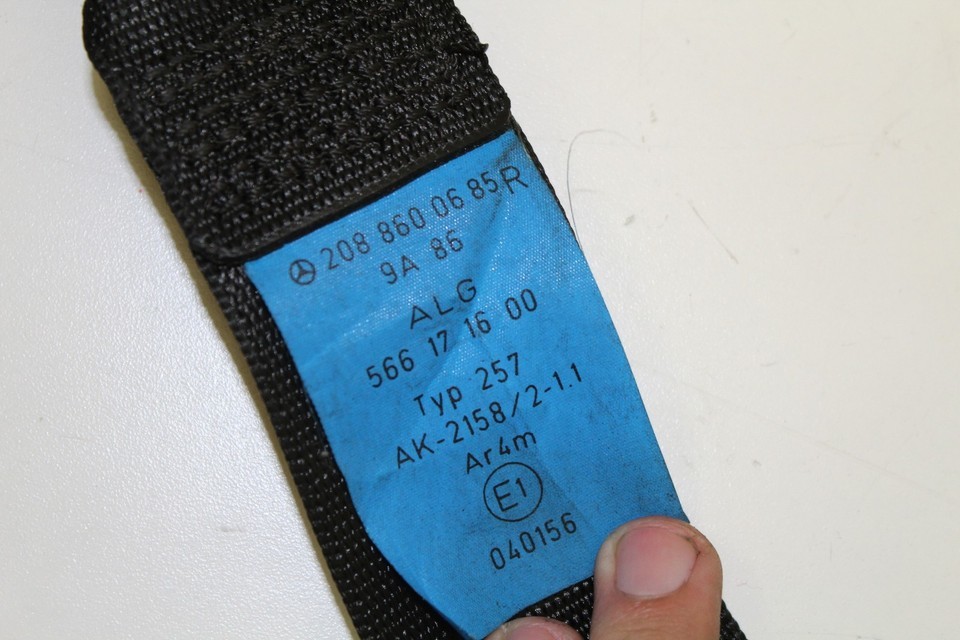 208 860 06 85 R
9A 86
ALG
566 17 16 00
Typ 257
AK-2158/2-1.1
Ar4m
E1
040156